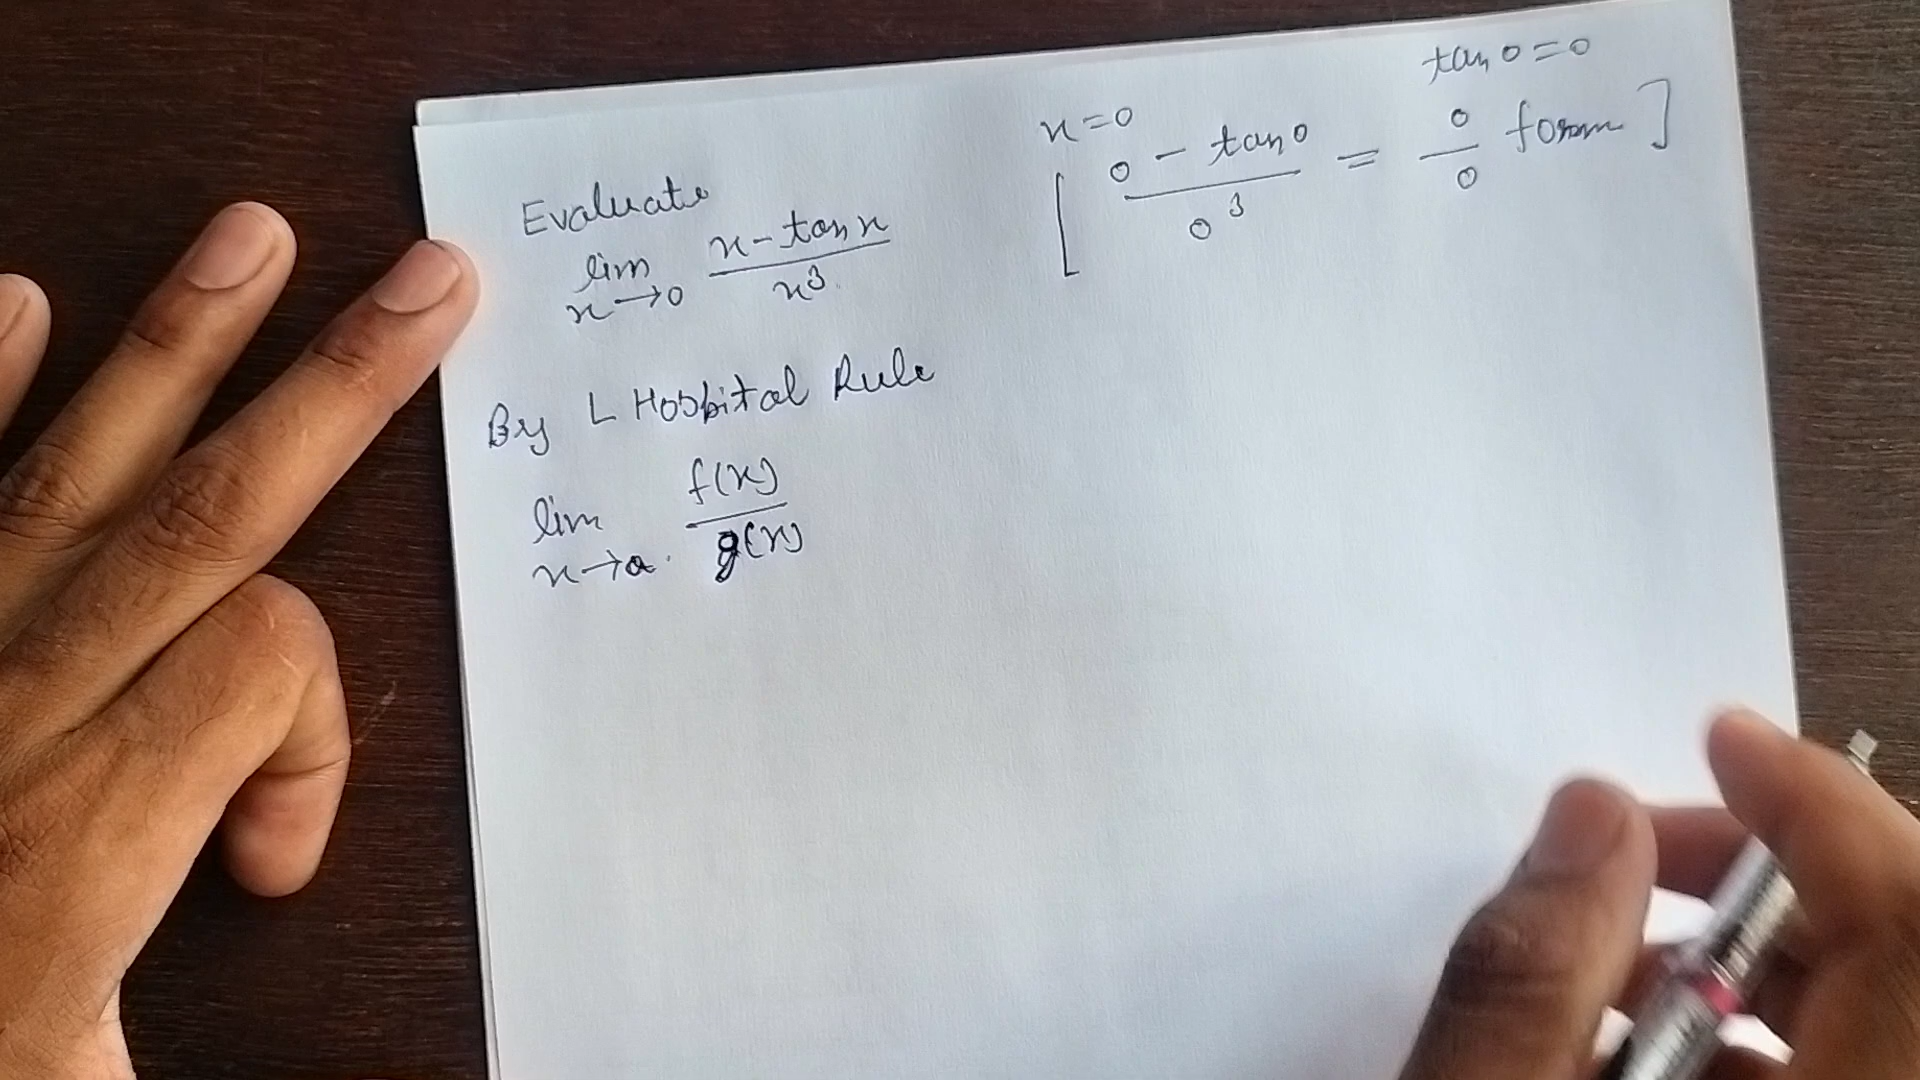 Evaluate
lim x→0 x - tan x / x³
x = 0
tan 0 = 0
[ 0 - tan 0 / 0³ = 0/0 form ]
By L Hospital Rule
lim x→a f(x) / g(x)